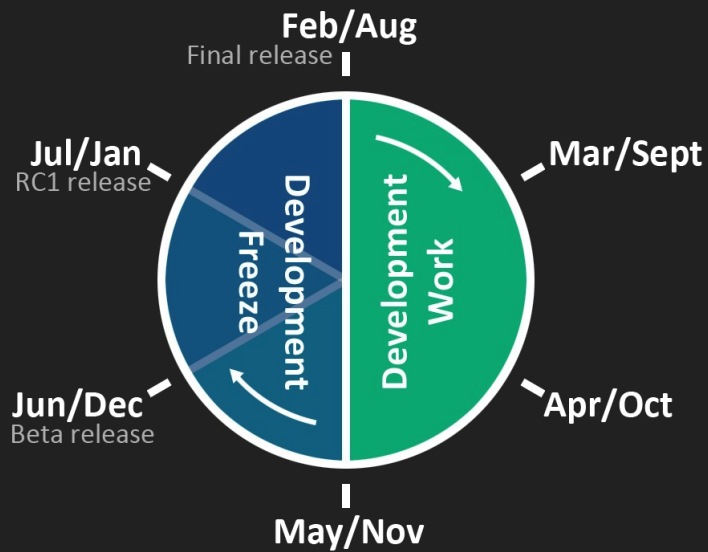 Feb/Aug
Final release
Jul/Jan
RC1 release
Mar/Sept
Development
Freeze
Development
Work
Jun/Dec
Beta release
Apr/Oct
May/Nov